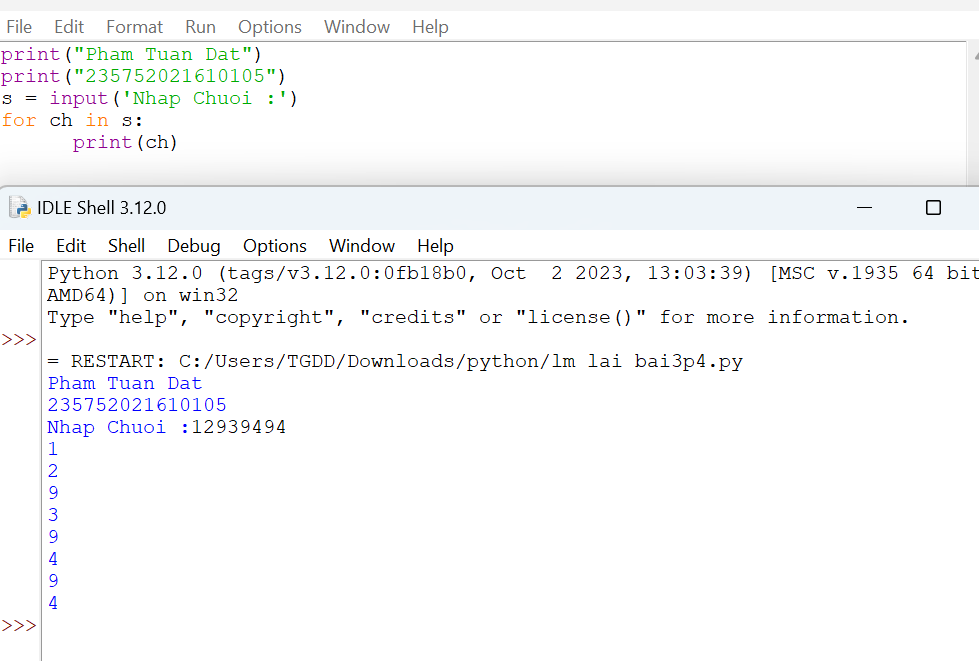 File Edit Format Run Options Window Help
print("Pham Tuan Dat")
print("235752021610105")
s = input('Nhap Chuoi :')
for ch in s:
      print(ch)
IDLE Shell 3.12.0
File Edit Shell Debug Options Window Help
Python 3.12.0 (tags/v3.12.0:0fb18b0, Oct  2 2023, 13:03:39) [MSC v.1935 64 bit
AMD64)] on win32
Type "help", "copyright", "credits" or "license()" for more information.
>>>
= RESTART: C:/Users/TGDD/Downloads/python/lm lai bai3p4.py
Pham Tuan Dat
235752021610105
Nhap Chuoi :12939494
1
2
9
3
9
4
9
4
>>>